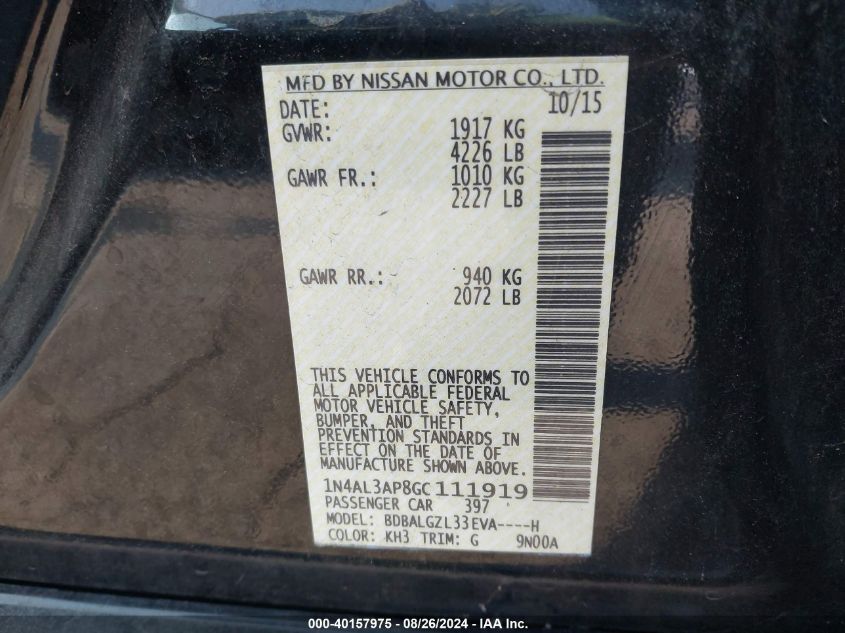 MFD BY NISSAN MOTOR CO., LTD.
DATE: 10/15
GVWR: 1917 KG
4226 LB
GAWR FR.: 1010 KG
2227 LB
GAWR RR.: 940 KG
2072 LB
THIS VEHICLE CONFORMS TO
ALL APPLICABLE FEDERAL
MOTOR VEHICLE SAFETY,
BUMPER, AND THEFT
PREVENTION STANDARDS IN
EFFECT ON THE DATE OF
MANUFACTURE SHOWN ABOVE.
1N4AL3AP8GC111919
PASSENGER CAR 397
MODEL: BDBALGZL33EVA----H
COLOR: KH3 TRIM: G 9N00A
000-40157975 - 08/26/2024 - IAA Inc.